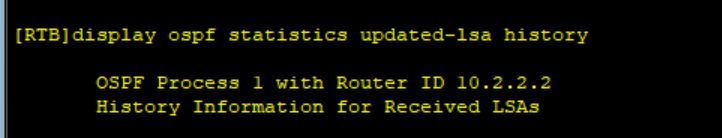 [RTB]display ospf statistics updated-lsa history
OSPF Process 1 with Router ID 10.2.2.2
History Information for Received LSAs